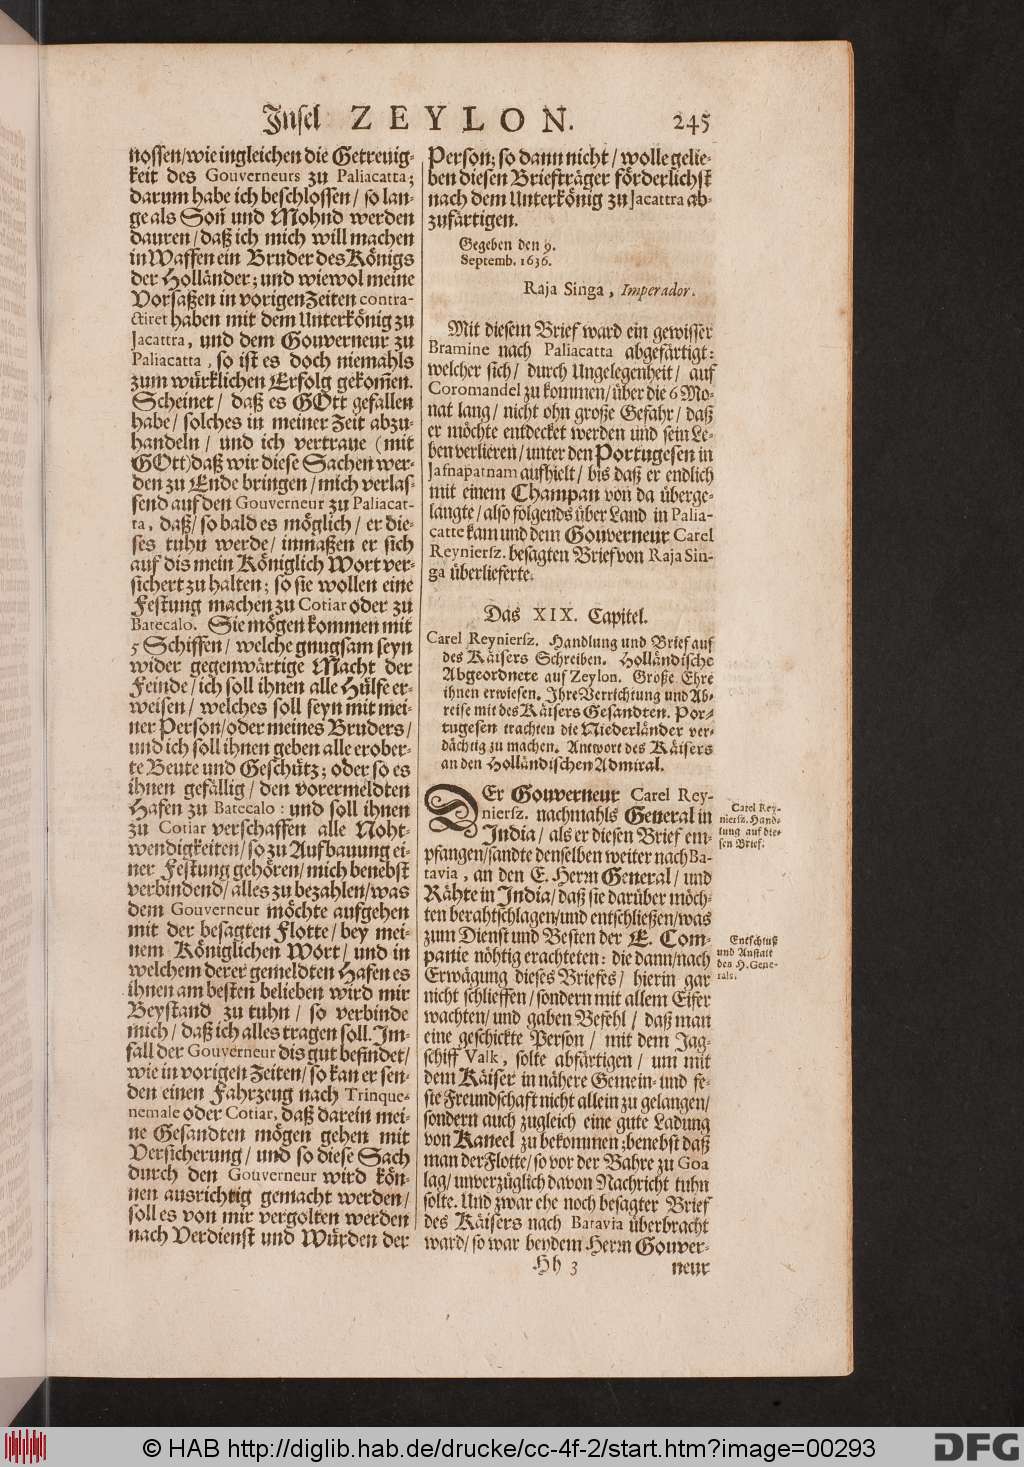 Insel ZEYLON. 245
nossen/wie ingleichen die Getreuig-
keit des Gouverneurs zu Paliacatta;
darum habe ich beschlossen/ so lan-
ge als Soñ und Mohnd werden
dauren/ daß ich mich will machen
in Waffen ein Bruder des Königs
der Holländer; und wiewol meine
Vorsaßen in vorigen Zeiten contra-
ctiret haben mit dem Unterkönig zu
Jacattra, und dem Gouverneur zu
Paliacatta, so ist es doch niemahls
zum würklichen Erfolg gekom̃en.
Scheinet/ daß es GOtt gefallen
habe/ solches in meiner Zeit abzu-
handeln/ und ich vertraue (mit
GOtt) daß wir diese Sachen wer-
den zu Ende bringen/ mich verlas-
send auf den Gouverneur zu Paliacat-
ta, daß/ so bald es möglich/ er die-
ses tuhn werde/ inmaßen er sich
auf dis mein Königlich Wort ver-
sichert zu halten; so sie wollen eine
Festung machen zu Cotiar oder zu
Batecalo. Sie mögen kommen mit
5 Schiffen/ welche gnugsam seyn
wider gegenwärtige Macht der
Feinde/ ich soll ihnen alle Hülfe er-
weisen/ welches soll seyn mit mei-
ner Person/ oder meines Bruders/
und ich soll ihnen geben alle erober-
te Beute und Geschütz; oder so es
ihnen gefällig/ den vorermeldten
Hafen zu Batecalo: und soll ihnen
zu Cotiar verschaffen alle Noht-
wendigkeiten/ so zu Aufbauung ei-
ner Festung gehören/ mich benebst
verbindend/ alles zu bezahlen/ was
dem Gouverneur möchte aufgehen
mit der besagten Flotte/ bey mei-
nem Königlichen Wort/ und in
welchem derer gemeldten Hafen es
ihnen am besten belieben wird mir
Beystand zu tuhn/ so verbinde
mich/ daß ich alles tragen soll. Im-
fall der Gouverneur dis gut befindet/
wie in vorigen Zeiten/ so kan er sen-
den einen Fahrzeug nach Trinque-
nemale oder Cotiar, daß darein mei-
ne Gesandten mögen gehen mit
Versicherung/ und so diese Sach
durch den Gouverneur wird kön-
nen ausrichtig gemacht werden/
soll es von mir vergolten werden
nach Verdienst und Würden der
Person; so dann nicht/ wolle gelie-
ben diesen Briefträger förderlichst
nach dem Unterkönig zu Jacattra ab-
zufärtigen.
Gegeben den 9.
Septemb. 1636.
Raja Singa, Imperador.
Mit diesem Brief ward ein gewisser
Bramine nach Paliacatta abgefärtigt:
welcher sich/ durch Ungelegenheit/ auf
Coromandel zu kommen/ über die 6 Mo-
nat lang/ nicht ohn große Gefahr/ daß
er möchte entdecket werden und sein Le-
ben verlieren/ unter den Portugesen in
Jafnapatnam aufhielt/ bis daß er endlich
mit einem Champan von da überge-
langte/ also folgends über Land in Palia-
catte kam und dem Gouverneur Carel
Reyniersz. besagten Brief von Raja Sin-
ga überlieferte.
Das XIX. Capitel.
Carel Reyniersz. Handlung und Brief auf
des Käisers Schreiben. Holländische
Abgeordnete auf Zeylon. Große Ehre
ihnen erwiesen. Ihre Verrichtung und Ab-
reise mit des Käisers Gesandten. Por-
tugesen trachten die Niederländer ver-
dächtig zu machen. Antwort des Käisers
an den Holländischen Admiral.
DEr Gouverneur Carel Rey-
niersz. nachmahls General in
India/ als er diesen Brief em-
pfangen/ sandte denselben weiter nach Ba-
tavia, an den E. Herrn General/ und
Rähte in India/ daß sie darüber möch-
ten berahtschlagen/ und entschließen/ was
zum Dienst und Besten der E. Com-
panie nöhtig erachteten: die dann/ nach
Erwägung dieses Briefes/ hierin gar
nicht schlieffen/ sondern mit allem Eifer
wachten/ und gaben Befehl/ daß man
eine geschickte Person/ mit dem Jag-
schiff Valk, solte abfärtigen/ um mit
dem Käiser in nähere Gemein- und fe-
ste Freundschaft nicht allein zu gelangen/
sondern auch zugleich eine gute Ladung
von Kaneel zu bekommen; benebst daß
man der Flotte/ so vor der Bahre zu Goa
lag/ unverzüglich davon Nachricht tuhn
solte. Und zwar ehe noch besagter Brief
des Käisers nach Batavia überbracht
ward/ so war beydem Herrn Gouver-
Hh 3 neur
Carel Rey-
niersz. Hand-
lung auf die-
sen Brief.
Entschluß
und Anstalt
des H. Gene-
rals.
© HAB http://diglib.hab.de/drucke/cc-4f-2/start.htm?image=00293
DFG